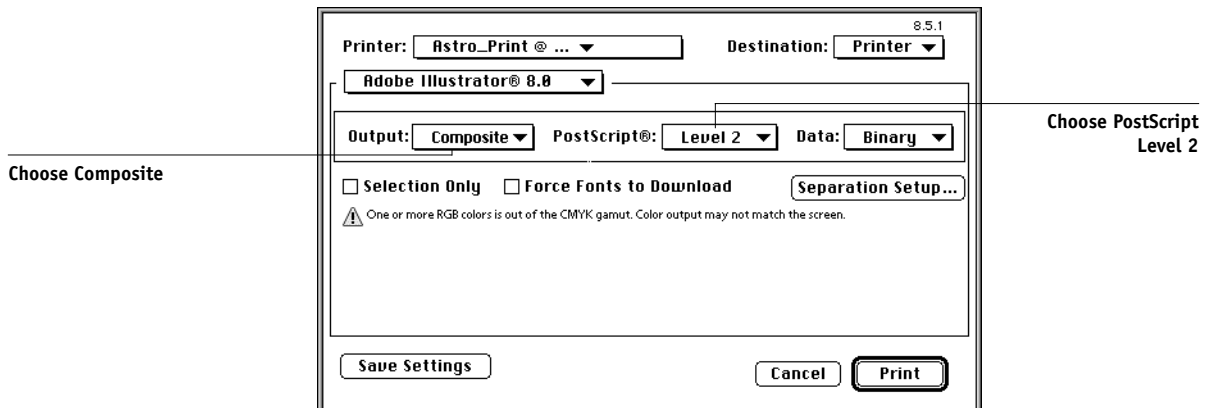 8.5.1
Printer: Astro_Print @ ... Destination: Printer
Adobe Illustrator® 8.0
Output: Composite PostScript®: Level 2 Data: Binary
Choose PostScript
Level 2
Choose Composite
Selection Only Force Fonts to Download Separation Setup...
One or more RGB colors is out of the CMYK gamut. Color output may not match the screen.
Save Settings Cancel Print